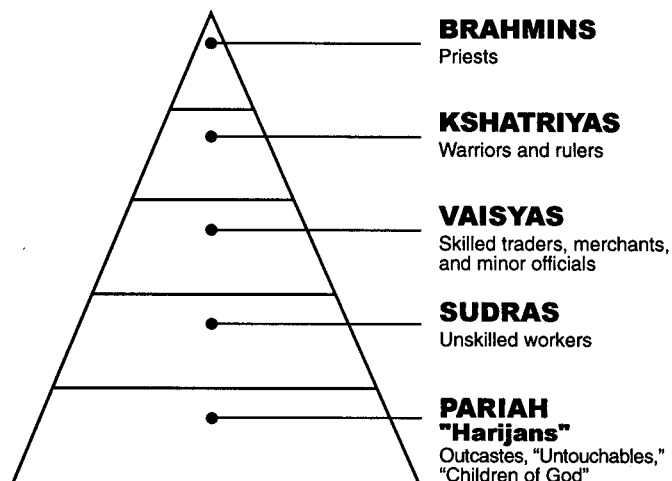 BRAHMINS
Priests
KSHATRIYAS
Warriors and rulers
VAISYAS
Skilled traders, merchants,
and minor officials
SUDRAS
Unskilled workers
PARIAH
"Harijans"
Outcastes, “Untouchables,”
“Children of God”